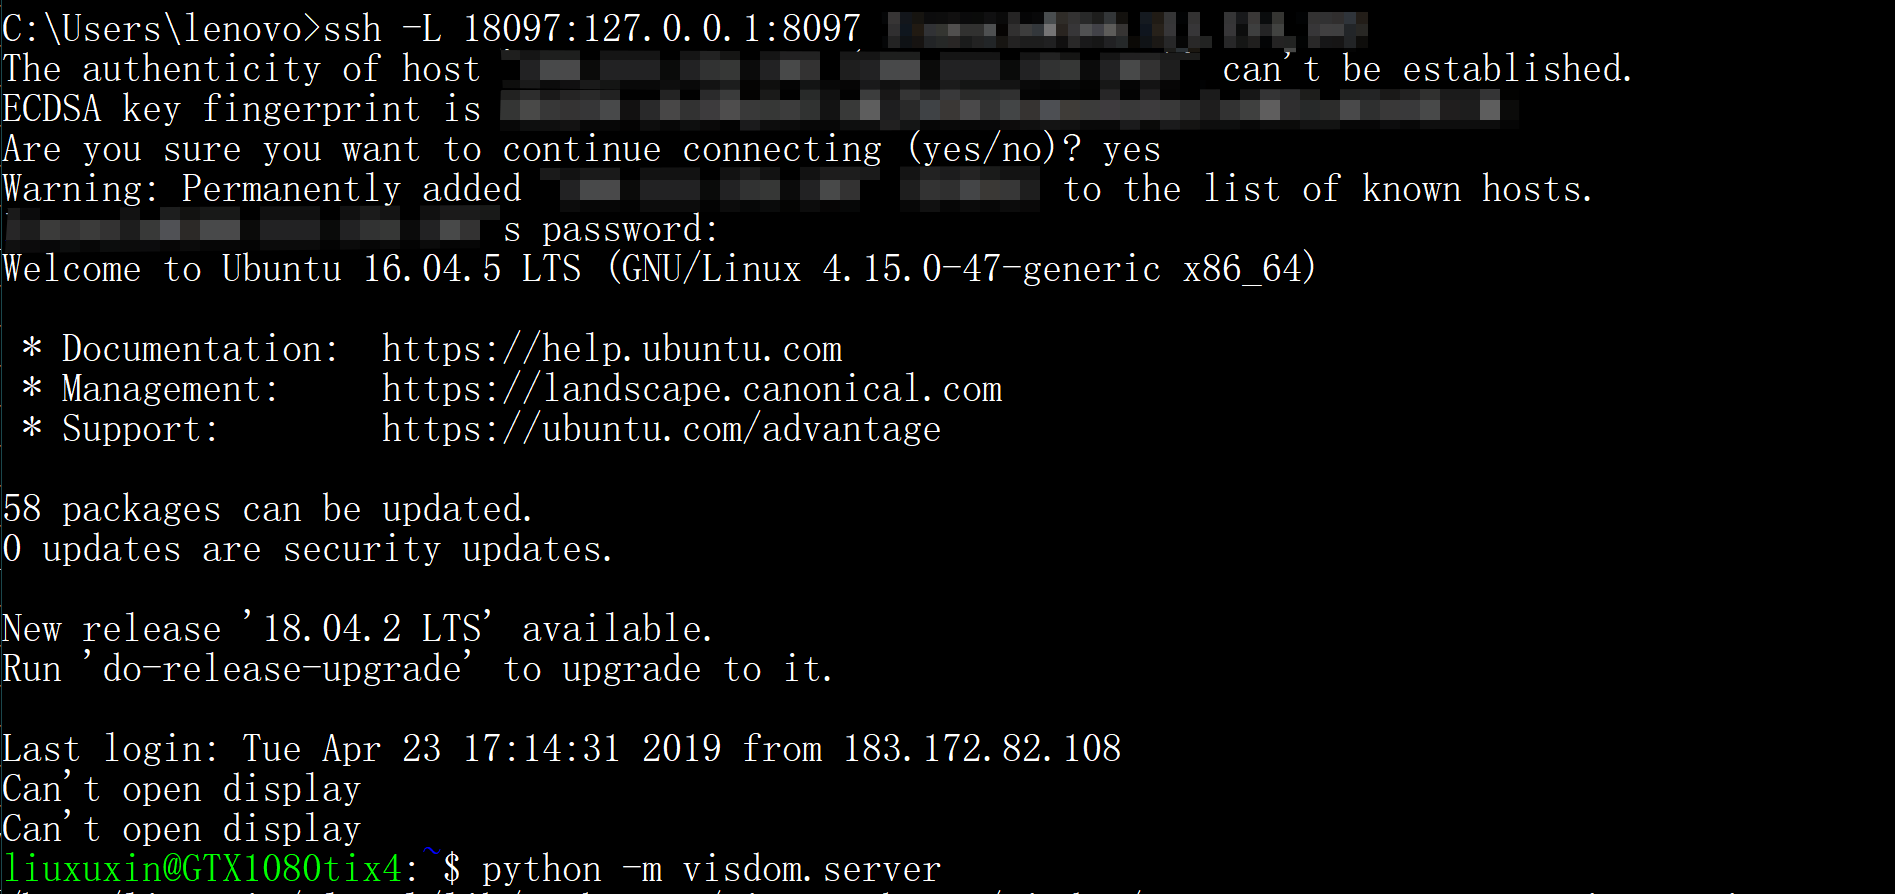 C:\Users\lenovo>ssh -L 18097:127.0.0.1:8097
The authenticity of host can't be established.
ECDSA key fingerprint is
Are you sure you want to continue connecting (yes/no)? yes
Warning: Permanently added to the list of known hosts.
s password:
Welcome to Ubuntu 16.04.5 LTS (GNU/Linux 4.15.0-47-generic x86_64)
* Documentation: https://help.ubuntu.com
* Management: https://landscape.canonical.com
* Support: https://ubuntu.com/advantage
58 packages can be updated.
0 updates are security updates.
New release '18.04.2 LTS' available.
Run 'do-release-upgrade' to upgrade to it.
Last login: Tue Apr 23 17:14:31 2019 from 183.172.82.108
Can't open display
Can't open display
liuxuxin@GTX1080tix4:~$ python -m visdom.server